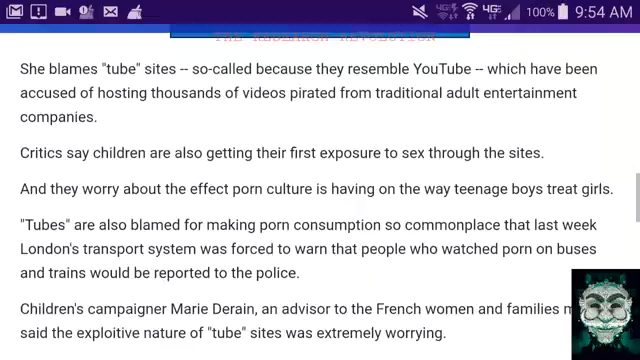 100% 9:54 AM
THE RESEARCH REVOLUTION
She blames "tube" sites -- so-called because they resemble YouTube -- which have been
accused of hosting thousands of videos pirated from traditional adult entertainment
companies.
Critics say children are also getting their first exposure to sex through the sites.
And they worry about the effect porn culture is having on the way teenage boys treat girls.
"Tubes" are also blamed for making porn consumption so commonplace that last week
London's transport system was forced to warn that people who watched porn on buses
and trains would be reported to the police.
Children's campaigner Marie Derain, an advisor to the French women and families m
said the exploitive nature of "tube" sites was extremely worrying.